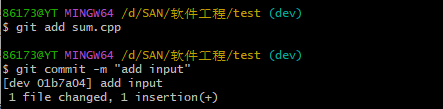 86173@YT MINGW64 /d/SAN/软件工程/test (dev)
$ git add sum.cpp
86173@YT MINGW64 /d/SAN/软件工程/test (dev)
$ git commit -m "add input"
[dev 01b7a04] add input
1 file changed, 1 insertion(+)